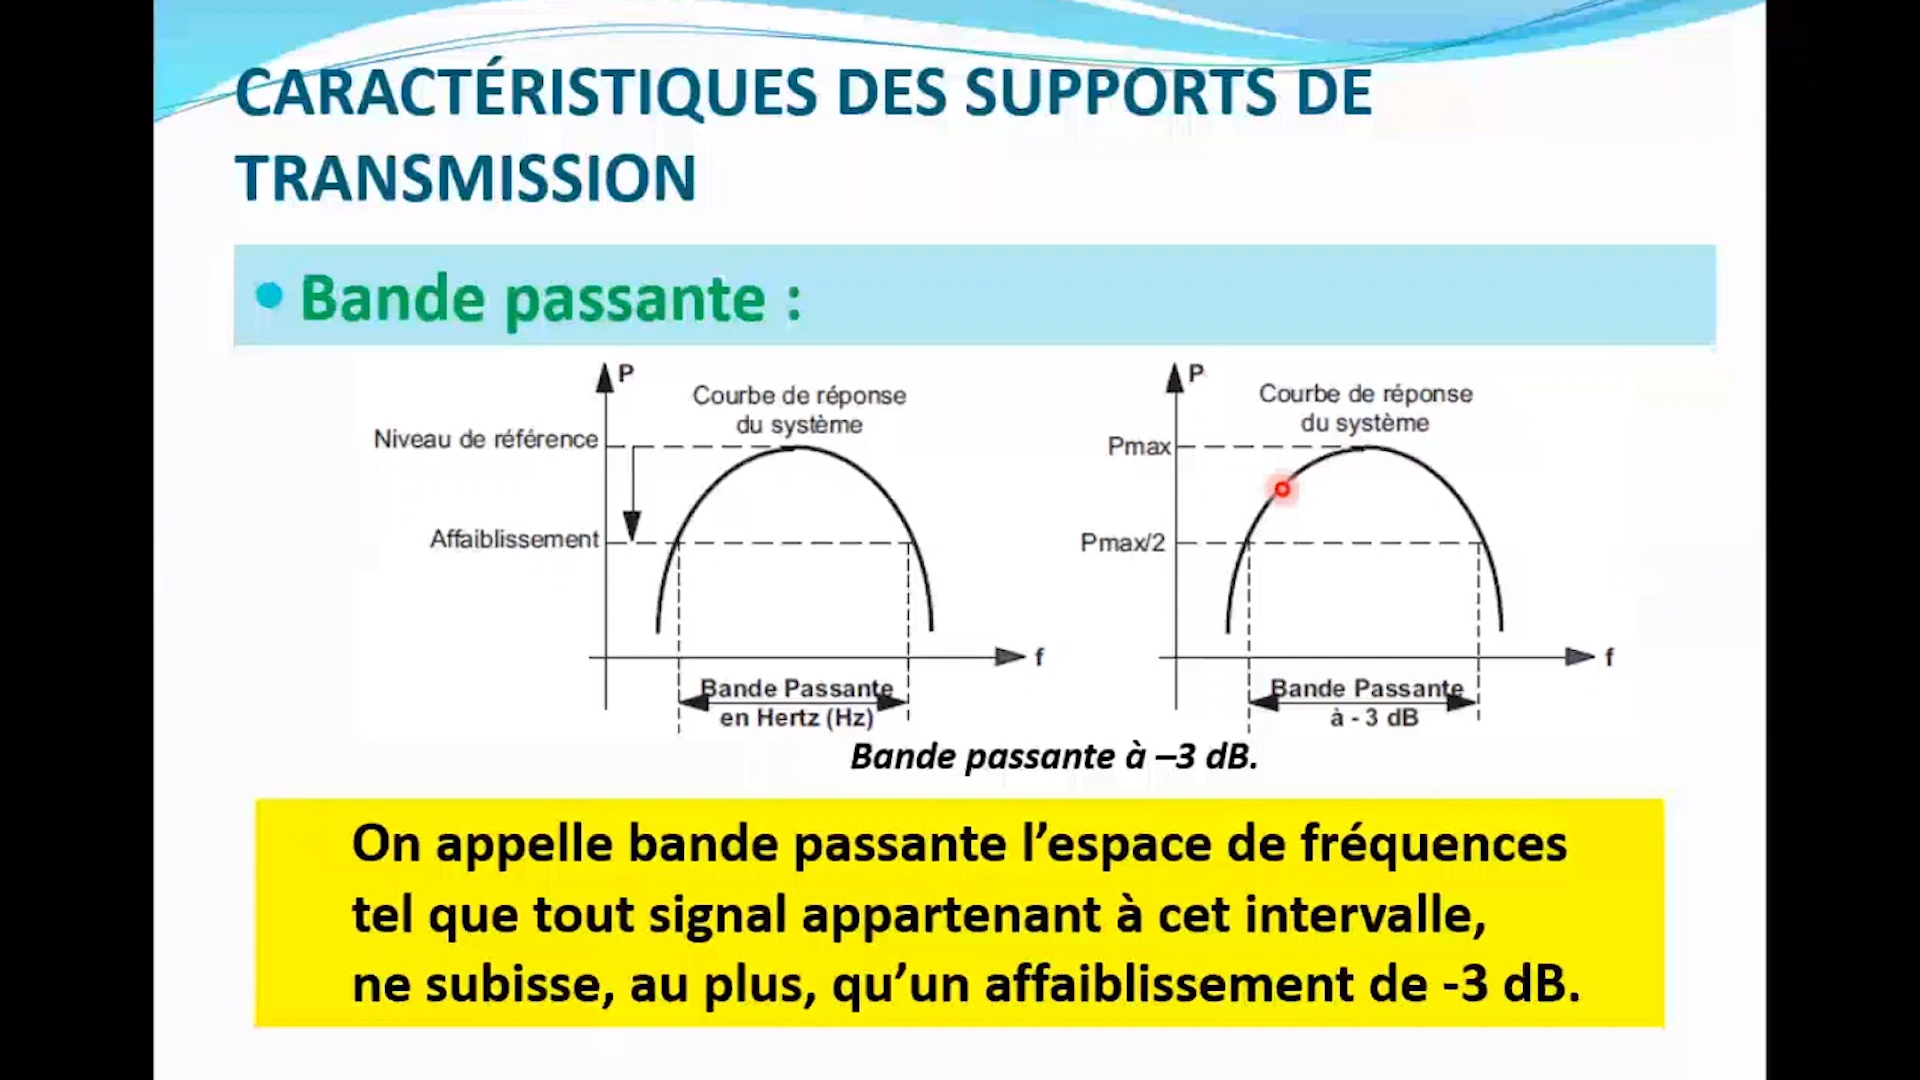 CARACTÉRISTIQUES DES SUPPORTS DE
TRANSMISSION
• Bande passante :
P
Courbe de réponse
du système
Niveau de référence
Affaiblissement
f
Bande Passante
en Hertz (Hz)
P
Courbe de réponse
du système
Pmax
Pmax/2
f
Bande Passante
à - 3 dB
Bande passante à –3 dB.
On appelle bande passante l’espace de fréquences
tel que tout signal appartenant à cet intervalle,
ne subisse, au plus, qu’un affaiblissement de -3 dB.